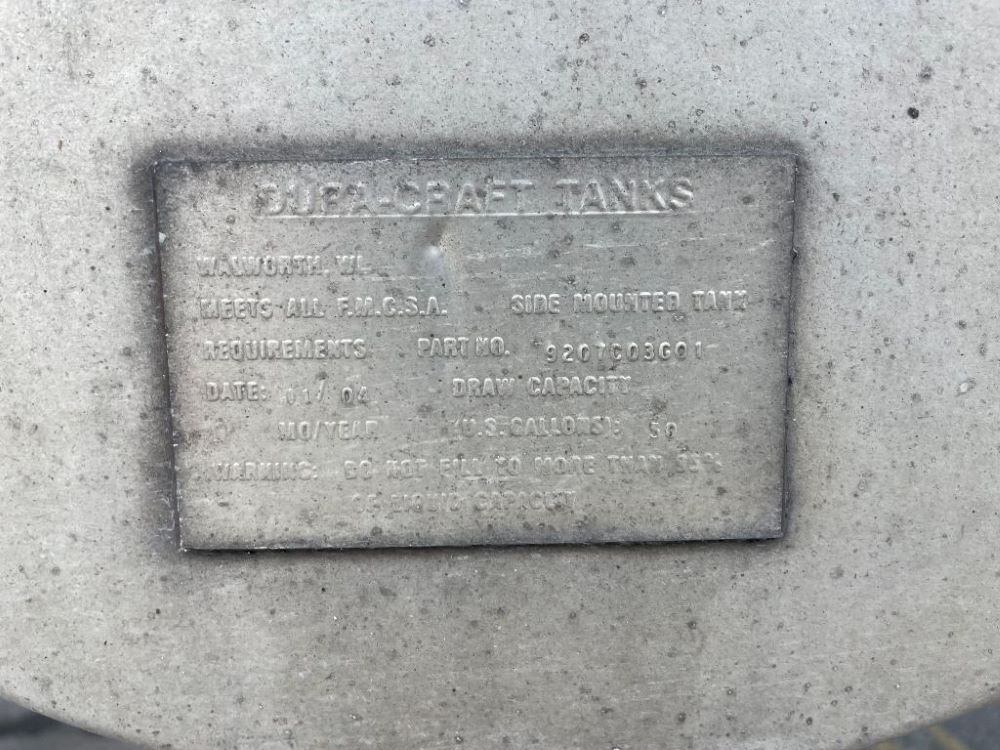 DURA-CRAFT TANKS
WALWORTH, WI.
MEETS ALL F.M.C.S.A. SIDE MOUNTED TANK
REQUIREMENTS PART NO. 9207C03G01
DATE: 01/04 DRAW CAPACITY
MO/YEAR (U.S. GALLONS): 50
WARNING: DO NOT FILL TO MORE THAN 95%
OF LIQUID CAPACITY